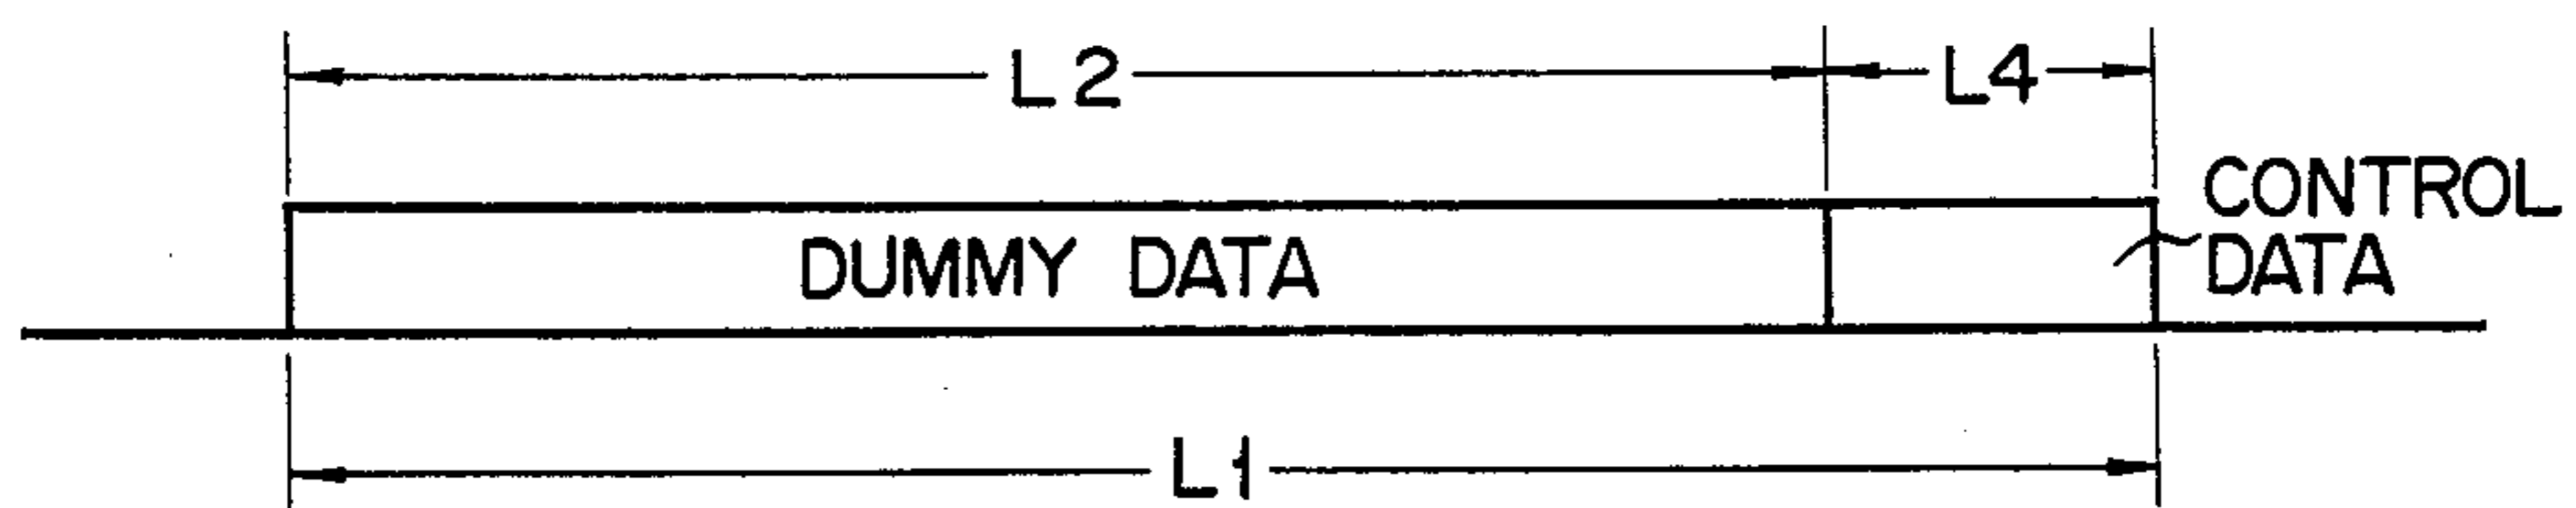 L2
L4
CONTROL
DATA
DUMMY DATA
L1